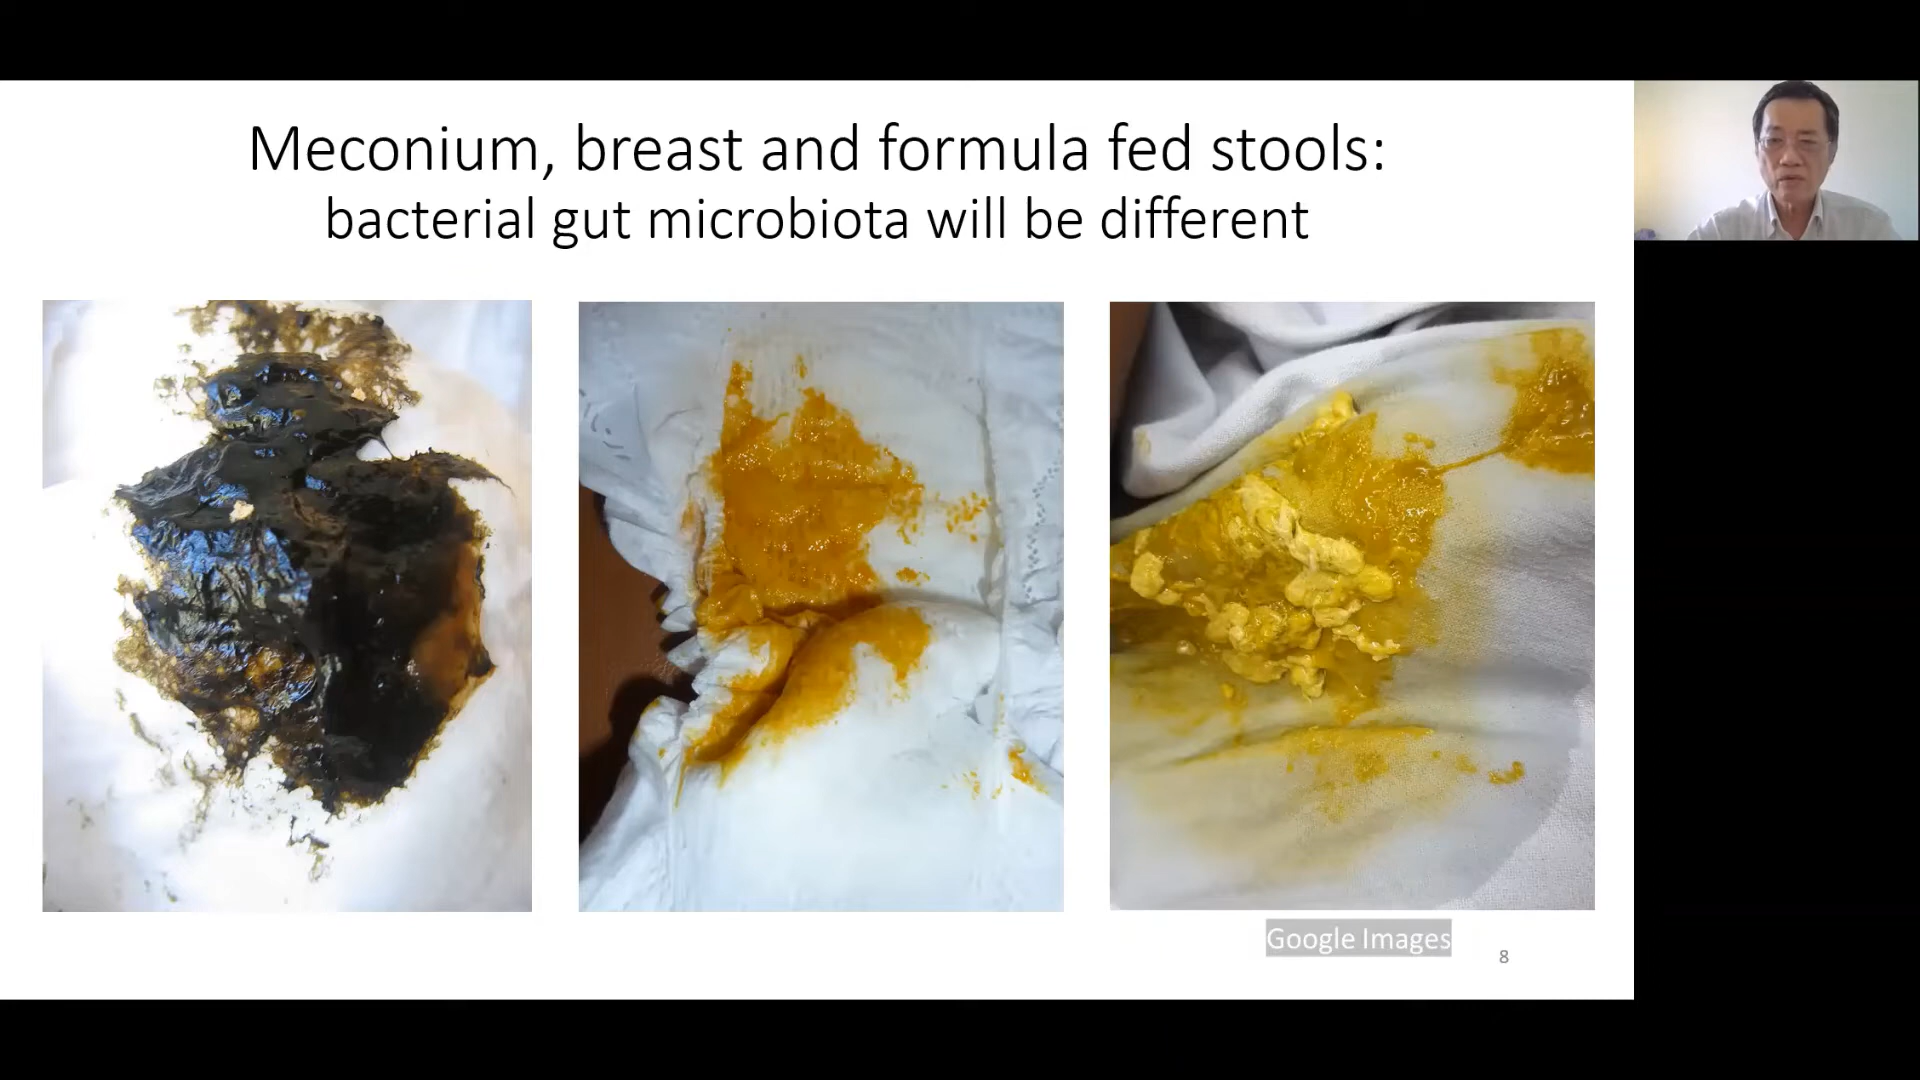 Meconium, breast and formula fed stools:
bacterial gut microbiota will be different
Google Images
8